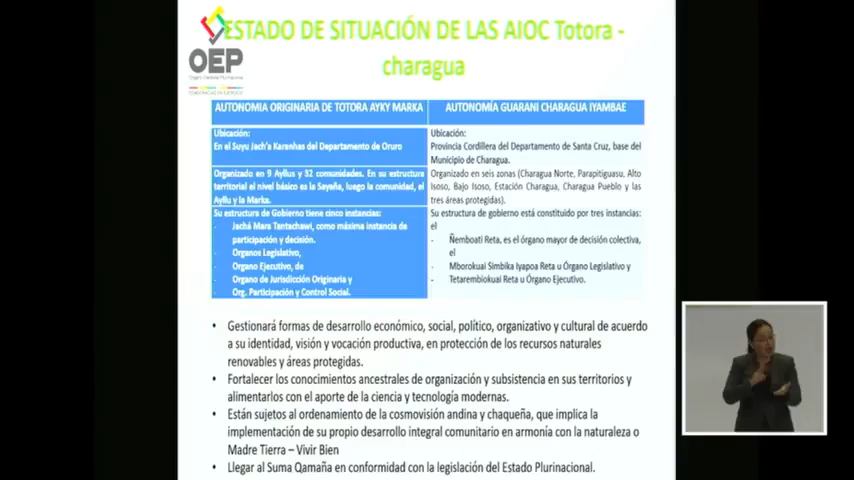 OEP
ESTADO DE SITUACIÓN DE LAS AIOC Totora -
charagua
AUTONOMIA ORIGINARIA DE TOTORA AYKY MARKA
AUTONOMÍA GUARANI CHARAGUA IYAMBAE
Ubicación:
En el Suyu Jach'a Karanhas del Departamento de Oruro
Ubicación:
Provincia Cordillera del Departamento de Santa Cruz, base del
Municipio de Charagua.
Organizado en 9 Ayllus y 32 comunidades. En su estructura
territorial el nivel básico es la Sayaña, luego la comunidad, el
Ayllu y la Marka.
Organizado en seis zonas (Charagua Norte, Parapitiguasu, Alto
Isoso, Bajo Isoso, Estación Charagua, Charagua Pueblo y las
tres áreas protegidas).
Su estructura de Gobierno tiene cinco instancias:
- Jachá Mara Tantachawi, como máxima instancia de
participación y decisión.
- Organos Legislativo,
- Organo Ejecutivo, de
- Organo de Jurisdicción Originaria y
- Org. Participación y Control Social.
Su estructura de gobierno está constituido por tres instancias:
el
- Ñemboati Reta, es el órgano mayor de decisión colectiva,
el
- Mborokuai Simbika Iyapoa Reta u Órgano Legislativo y
- Tetarembiokuai Reta u Órgano Ejecutivo.
• Gestionará formas de desarrollo económico, social, político, organizativo y cultural de acuerdo
a su identidad, visión y vocación productiva, en protección de los recursos naturales
renovables y áreas protegidas.
• Fortalecer los conocimientos ancestrales de organización y subsistencia en sus territorios y
alimentarlos con el aporte de la ciencia y tecnología modernas.
• Están sujetos al ordenamiento de la cosmovisión andina y chaqueña, que implica la
implementación de su propio desarrollo integral comunitario en armonía con la naturaleza o
Madre Tierra – Vivir Bien
• Llegar al Suma Qamaña en conformidad con la legislación del Estado Plurinacional.